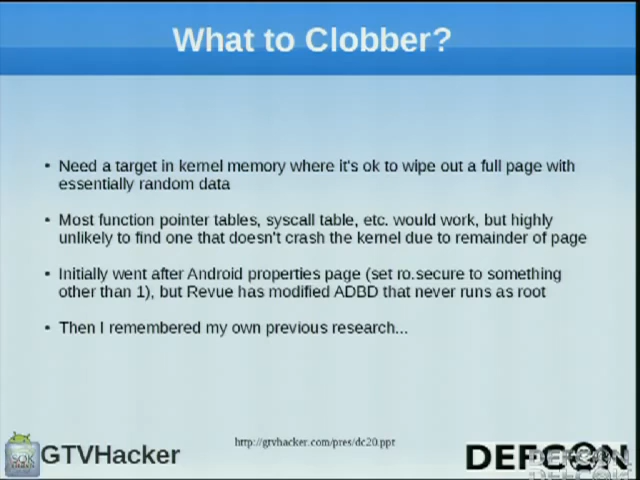 What to Clobber?
• Need a target in kernel memory where it's ok to wipe out a full page with
essentially random data
• Most function pointer tables, syscall table, etc. would work, but highly
unlikely to find one that doesn't crash the kernel due to remainder of page
• Initially went after Android properties page (set ro.secure to something
other than 1), but Revue has modified ADBD that never runs as root
• Then I remembered my own previous research...
http://gtvhacker.com/pres/dc20.ppt
GTVHacker
DEFCON
DEFCON